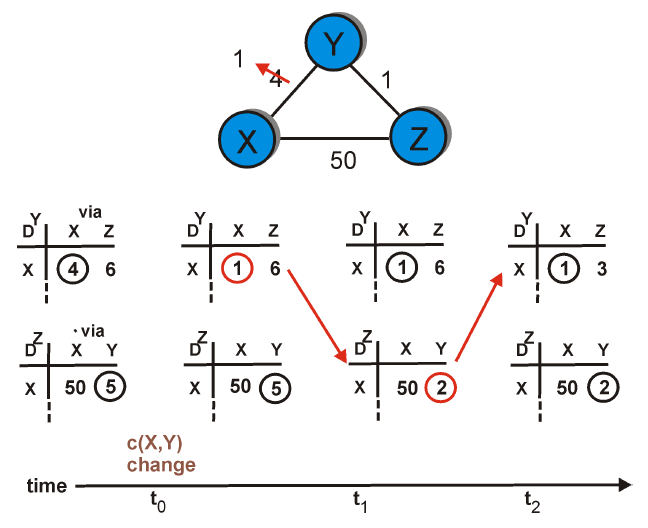 Y
1
4
1
X
Z
50
D Y X via Z
X 4 6
D Y X Z
X 1 6
D Y X Z
X 1 6
D Y X Z
X 1 3
D Z X via Y
X 50 5
D Z X Y
X 50 5
D Z X Y
X 50 2
D Z X Y
X 50 2
c(X,Y)
change
time
t0 t1 t2